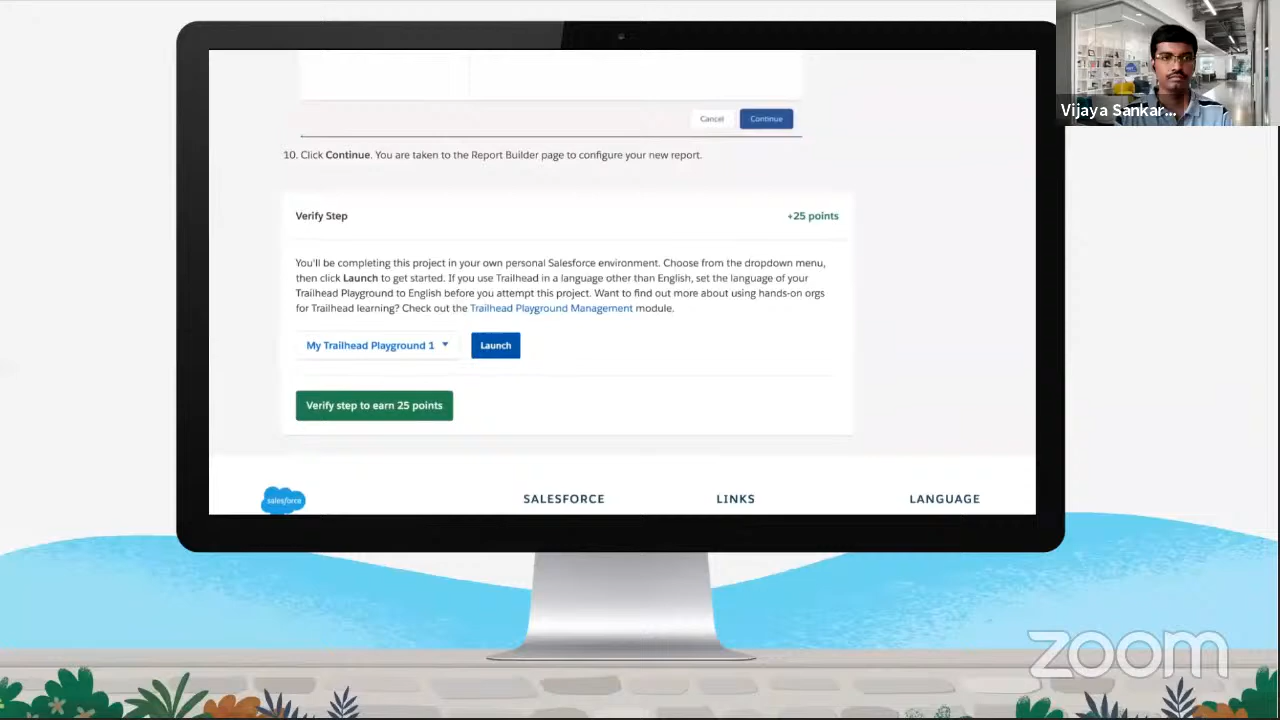 Vijaya Sankar...
Cancel Continue
10. Click Continue. You are taken to the Report Builder page to configure your new report.
Verify Step +25 points
You'll be completing this project in your own personal Salesforce environment. Choose from the dropdown menu,
then click Launch to get started. If you use Trailhead in a language other than English, set the language of your
Trailhead Playground to English before you attempt this project. Want to find out more about using hands-on orgs
for Trailhead learning? Check out the Trailhead Playground Management module.
My Trailhead Playground 1 Launch
Verify step to earn 25 points
salesforce SALESFORCE LINKS LANGUAGE
zoom